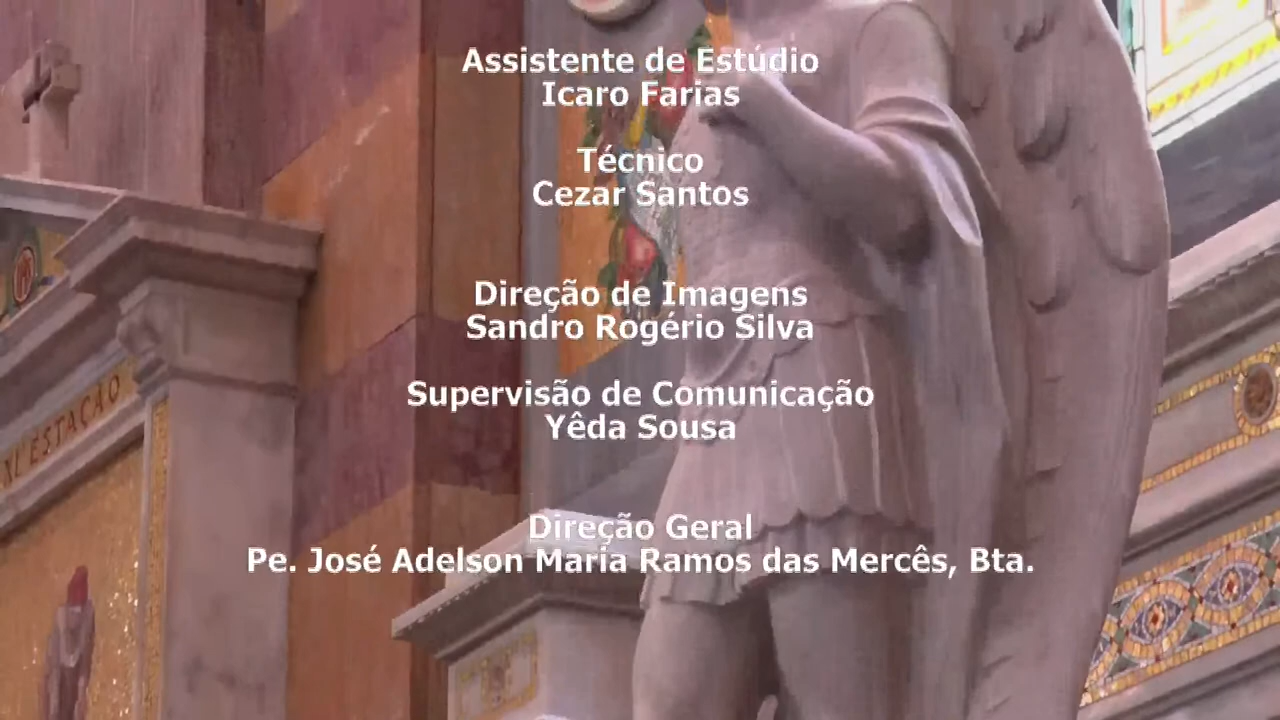 Assistente de Estúdio
Icaro Farias
Técnico
Cezar Santos
Direção de Imagens
Sandro Rogério Silva
Supervisão de Comunicação
Yêda Sousa
Direção Geral
Pe. José Adelson Maria Ramos das Mercês, Bta.
ESTAÇÃO